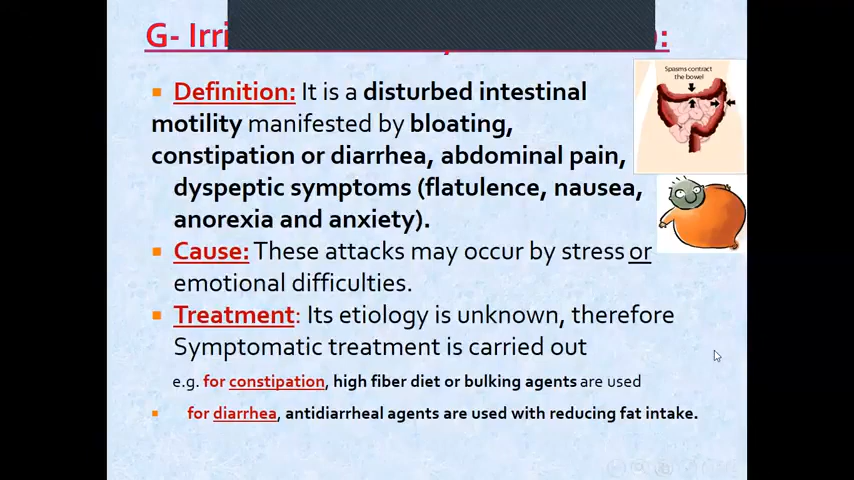 G- Irri
Spasms contract
the bowel
Definition: It is a disturbed intestinal
motility manifested by bloating,
constipation or diarrhea, abdominal pain,
dyspeptic symptoms (flatulence, nausea,
anorexia and anxiety).
Cause: These attacks may occur by stress or
emotional difficulties.
Treatment: Its etiology is unknown, therefore
Symptomatic treatment is carried out
e.g. for constipation, high fiber diet or bulking agents are used
for diarrhea, antidiarrheal agents are used with reducing fat intake.